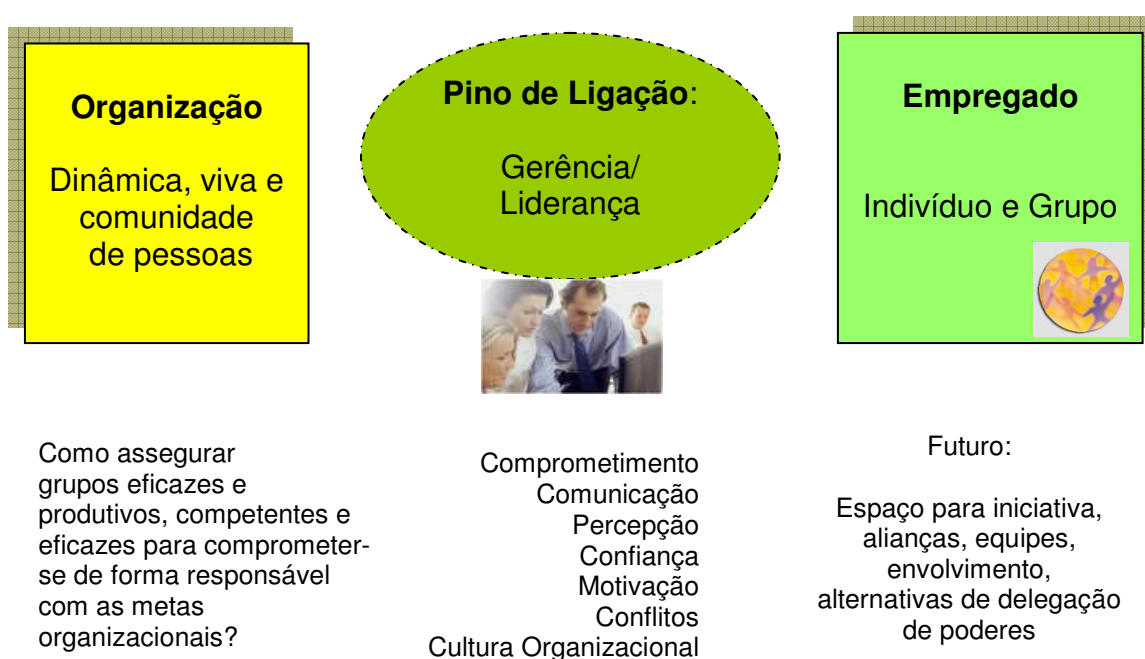 Organização
Dinâmica, viva e
comunidade
de pessoas
Pino de Ligação:
Gerência/
Liderança
Empregado
Indivíduo e Grupo
Como assegurar
grupos eficazes e
produtivos, competentes e
eficazes para comprometer-
se de forma responsável
com as metas
organizacionais?
Comprometimento
Comunicação
Percepção
Confiança
Motivação
Conflitos
Cultura Organizacional
Futuro:
Espaço para iniciativa,
alianças, equipes,
envolvimento,
alternativas de delegação
de poderes